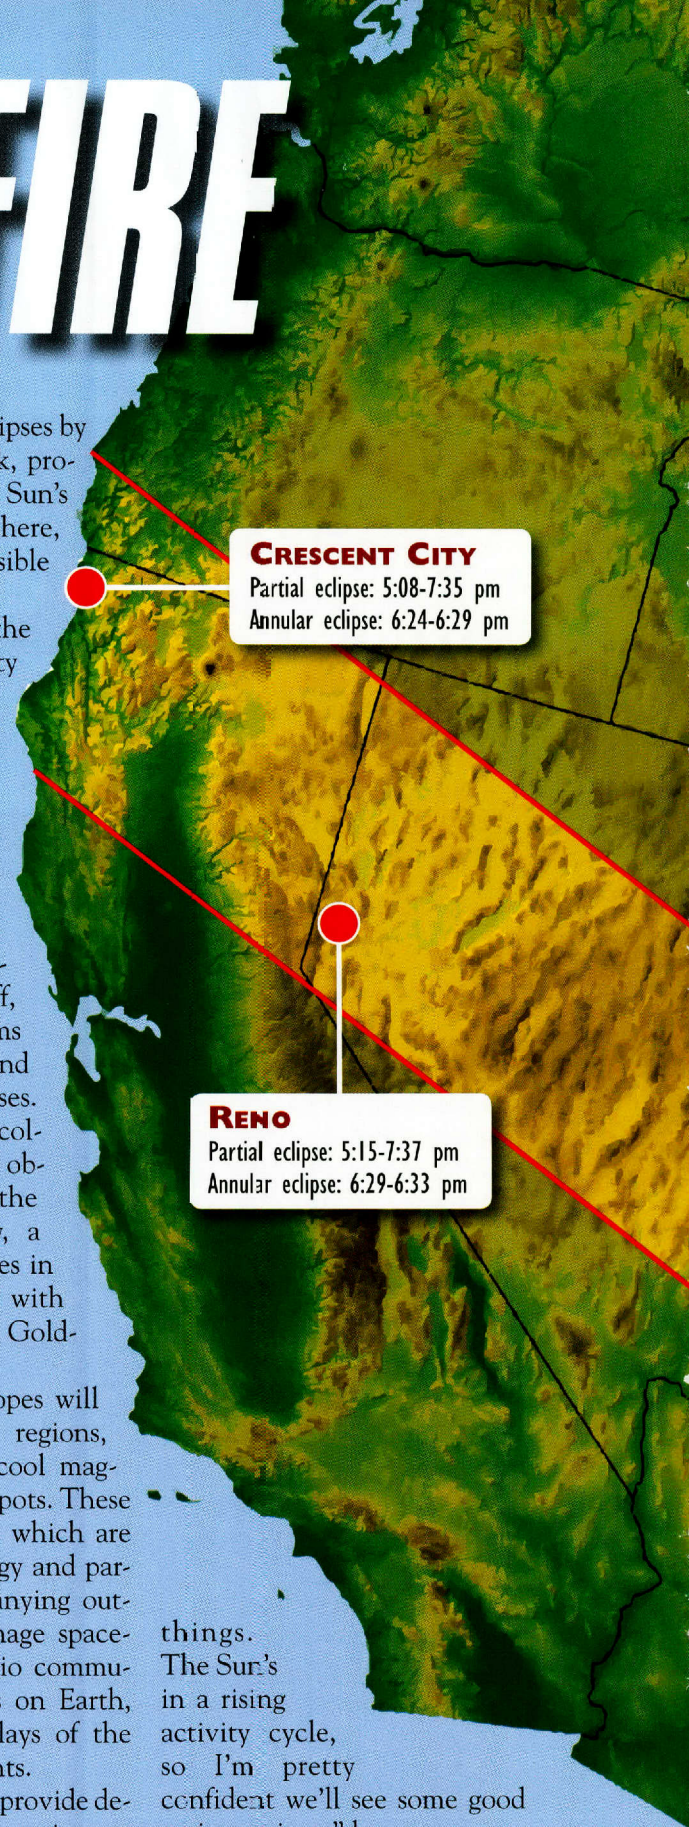 FIRE
ipses by
pro-
Sun's
here,
sible
the
CRESCENT CITY
Partial eclipse: 5:08-7:35 pm
Annular eclipse: 6:24-6:29 pm
RENO
Partial eclipse: 5:15-7:37 pm
Annular eclipse: 6:29-6:33 pm
nd
ses.
col-
ob-
the
a
es in
with
Gold-
opes will
regions,
cool mag-
pots. These
which are
gy and par-
anying out-
mage space-
io commu-
on Earth,
lays of the
nts.
provide de-
things.
The Sun's
in a rising
activity cycle,
so I'm pretty
confident we'll see some good